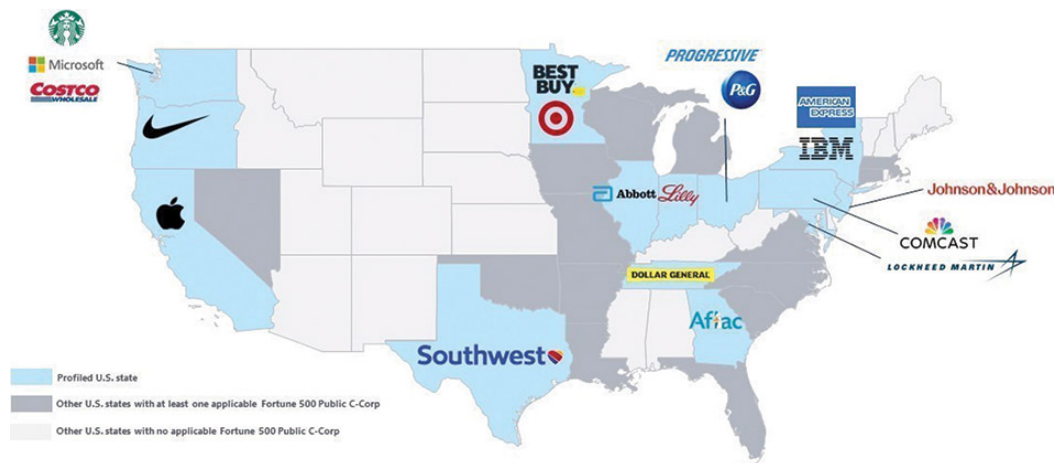 Microsoft
COSTCO
WHOLESALE
BEST
BUY
PROGRESSIVE
P&G
AMERICAN
EXPRESS
IBM
Abbott
Lilly
Johnson&Johnson
COMCAST
LOCKHEED MARTIN
DOLLAR GENERAL
Aflac
Southwest
Profiled U.S. state
Other U.S. states with at least one applicable Fortune 500 Public C-Corp
Other U.S. states with no applicable Fortune 500 Public C-Corp